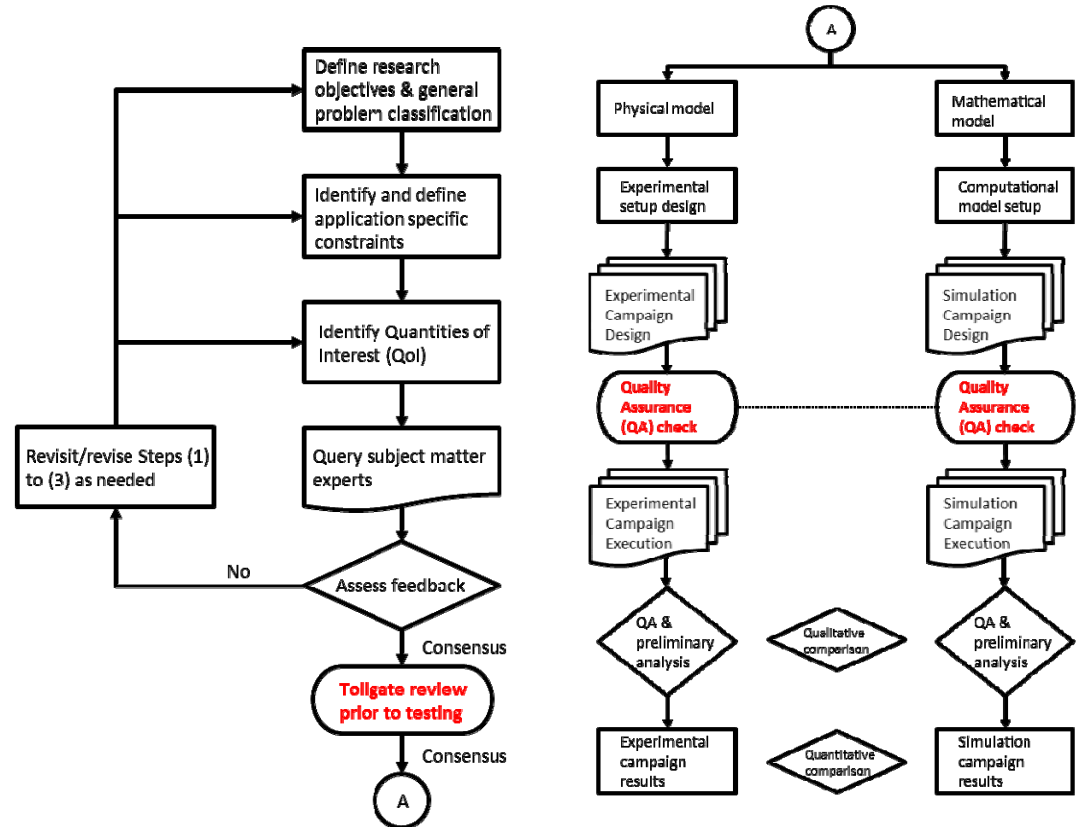 Define research
objectives & general
problem classification
Identify and define
application specific
constraints
Identify Quantities of
Interest (QoI)
Query subject matter
experts
Revisit/revise Steps (1)
to (3) as needed
No
Assess feedback
Consensus
Tollgate review
prior to testing
Consensus
A
A
Physical model
Mathematical
model
Experimental
setup design
Computational
model setup
Experimental
Campaign
Design
Simulation
Campaign
Design
Quality
Assurance
(QA) check
Quality
Assurance
(QA) check
Experimental
Campaign
Execution
Simulation
Campaign
Execution
QA &
preliminary
analysis
Qualitative
comparison
QA &
preliminary
analysis
Experimental
campaign
results
Quantitative
comparison
Simulation
campaign
results